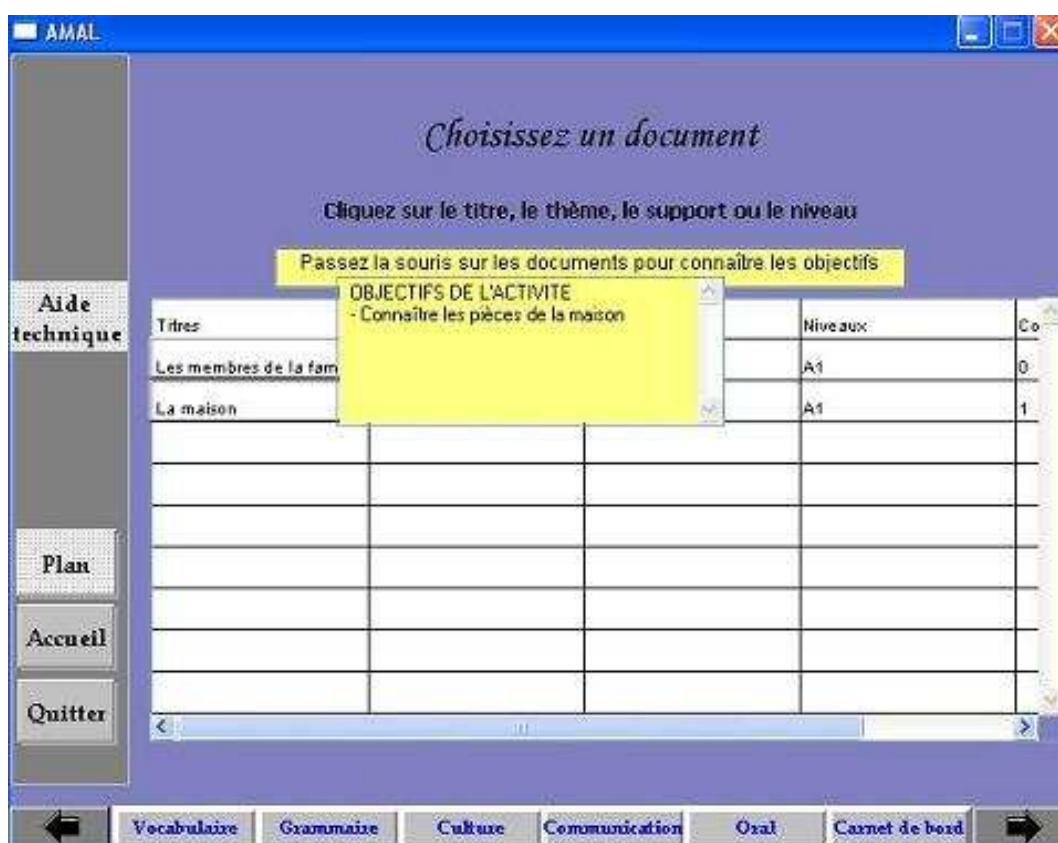 AMAL
Choisissez un document
Cliquez sur le titre, le thème, le support ou le niveau
Passez la souris sur les documents pour connaître les objectifs
OBJECTIFS DE L'ACTIVITE
- Connaître les pièces de la maison
Aide
technique
Titres Niveaux Co
Les membres de la fam A1 0
La maison A1 1
Plan
Accueil
Quitter
Vocabulaire Grammaire Culture Communication Oral Carnet de bord